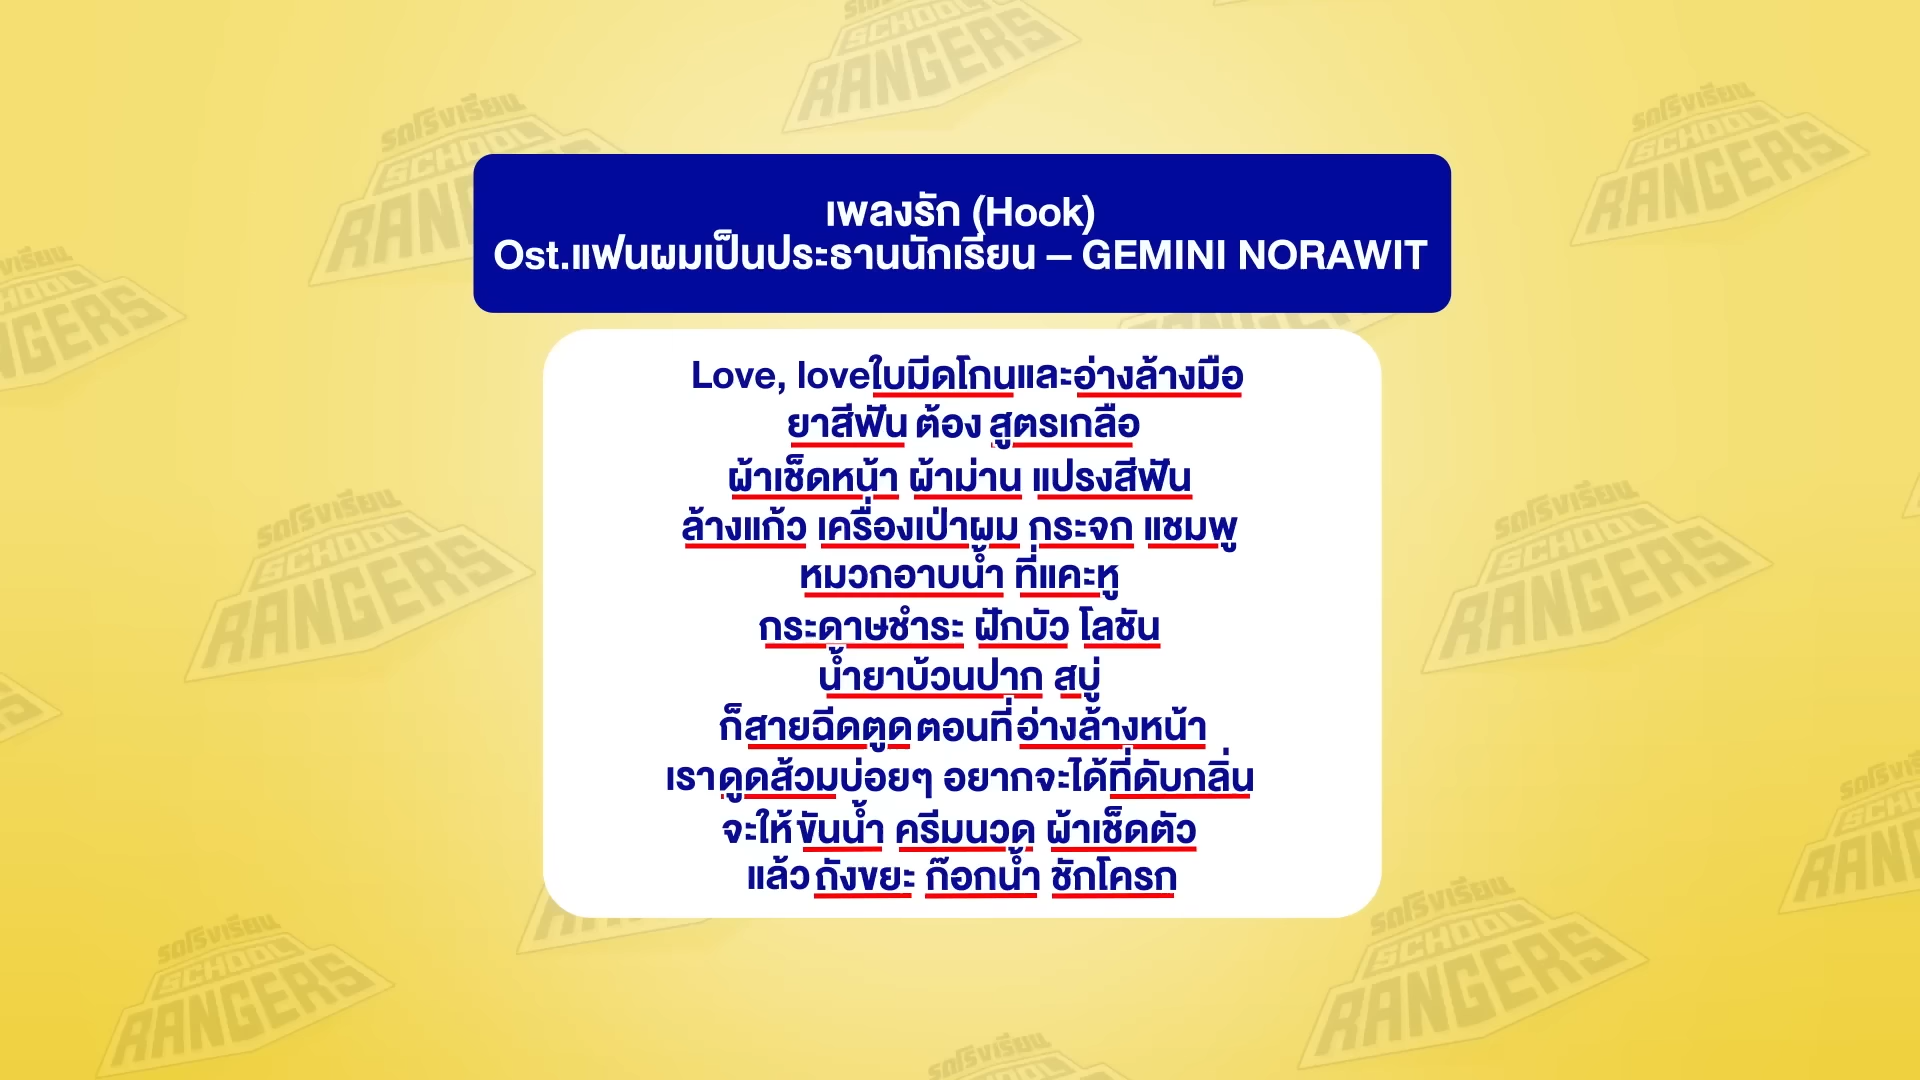 เพลงรัก (Hook)
Ost.แฟนผมเป็นประธานนักเรียน – GEMINI NORAWIT
Love, loveใบมีดโกนและอ่างล้างมือ
ยาสีฟัน ต้อง สูตรเกลือ
ผ้าเช็ดหน้า ผ้าม่าน แปรงสีฟัน
ล้างแก้ว เครื่องเป่าผม กระจก แชมพู
หมวกอาบน้ำ ที่แคะหู
กระดาษชำระ ฝักบัว โลชัน
น้ำยาบ้วนปาก สบู่
ก็สายฉีดตูดตอนที่อ่างล้างหน้า
เราดูดส้วมบ่อยๆ อยากจะได้ที่ดับกลิ่น
จะให้ขันน้ำ ครีมนวด ผ้าเช็ดตัว
แล้วถังขยะ ก๊อกน้ำ ชักโครก
รถโรงเรียน
SCHOOL
RANGERS